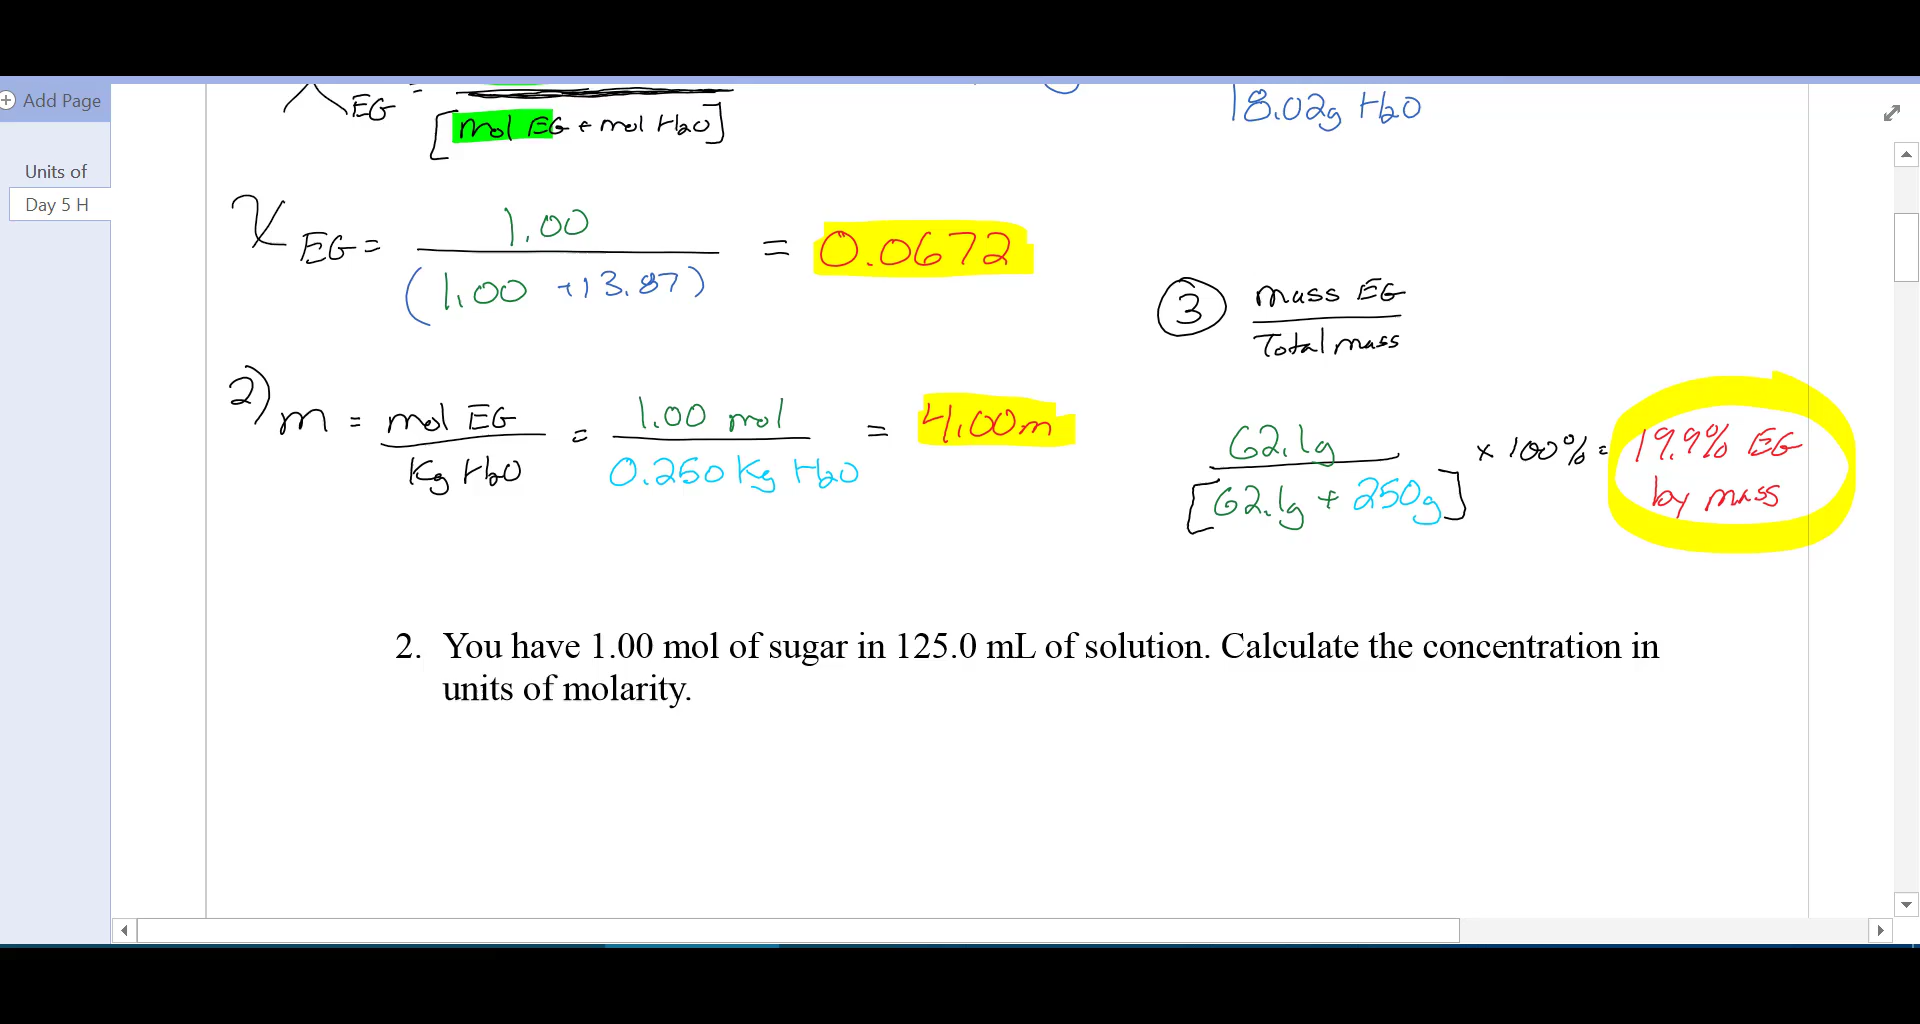 Add Page
Units of
Day 5 H
EG =
[mol EG + mol H2O]
18.02g H2O
χ EG = 1.00 = 0.0672
(1.00 + 13.87)
③ mass EG
Total mass
2) m = mol EG = 1.00 mol = 4.00m
Kg H2O 0.250 Kg H2O
62.1g × 100% = 19.9% EG
[62.1g + 250g] by mass
2. You have 1.00 mol of sugar in 125.0 mL of solution. Calculate the concentration in
units of molarity.